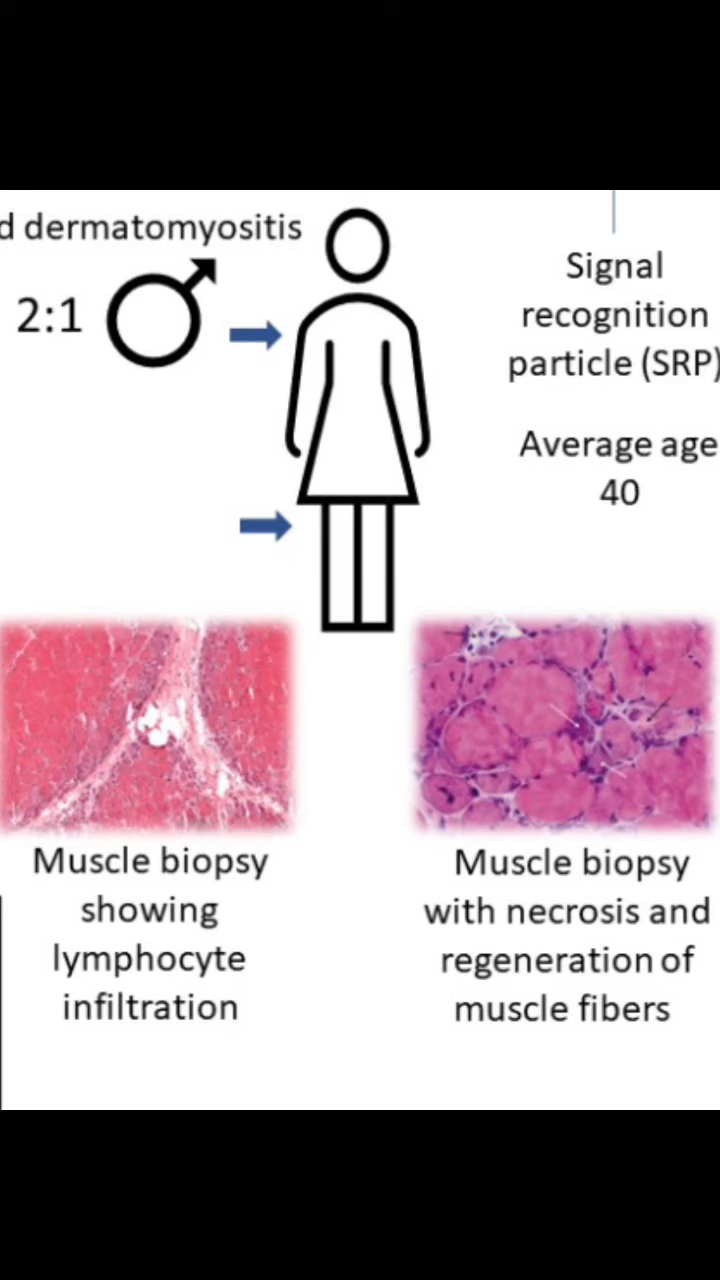 d dermatomyositis
2:1
Signal
recognition
particle (SRP)
Average age
40
Muscle biopsy
showing
lymphocyte
infiltration
Muscle biopsy
with necrosis and
regeneration of
muscle fibers